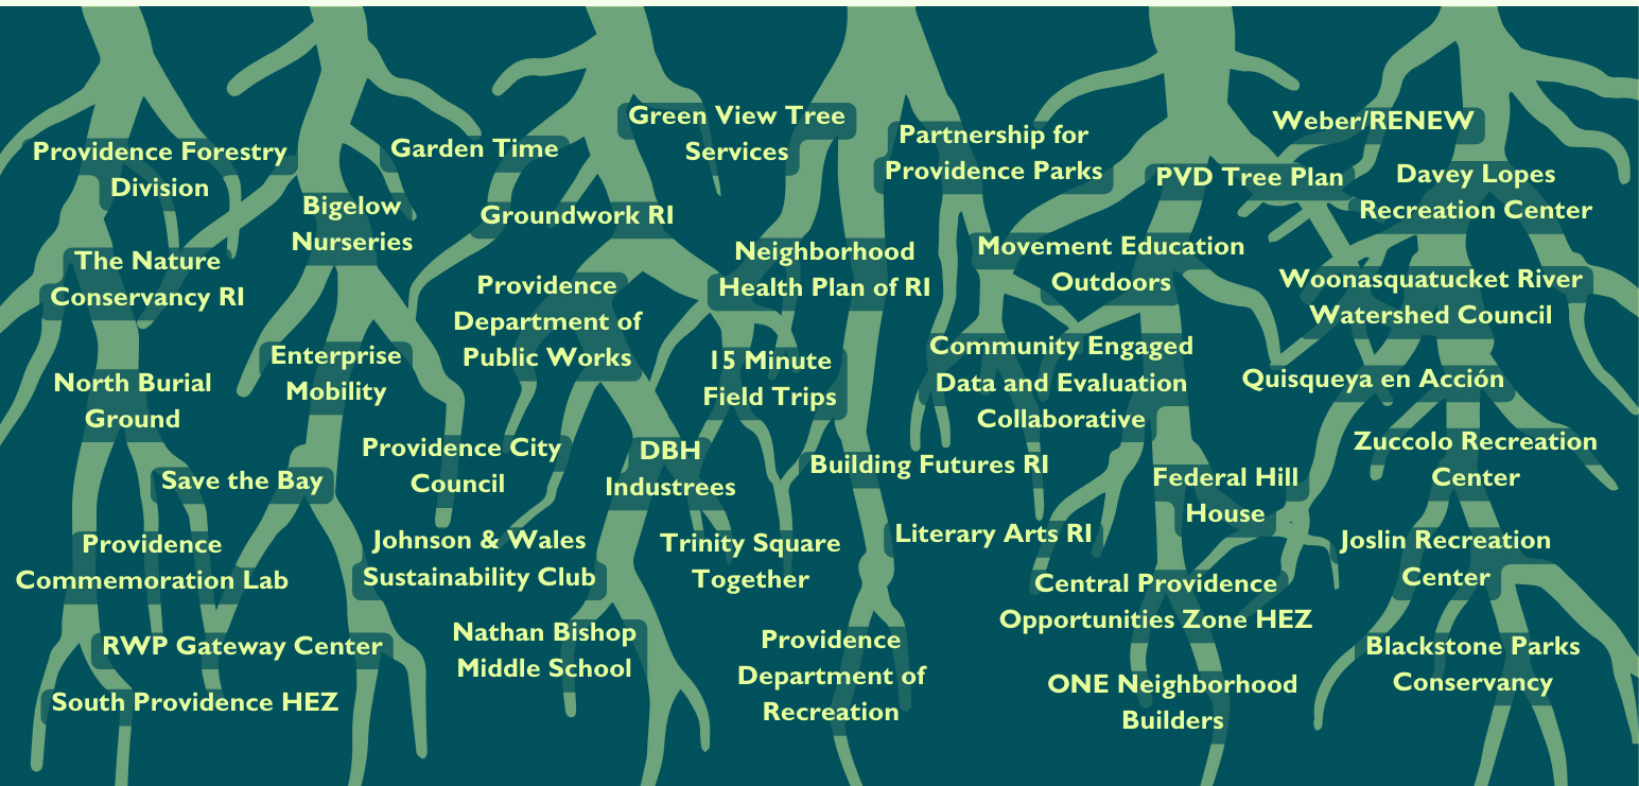 Providence Forestry
Division
The Nature
Conservancy RI
North Burial
Ground
Save the Bay
Providence
Commemoration Lab
RWP Gateway Center
South Providence HEZ
Bigelow
Nurseries
Enterprise
Mobility
Garden Time
Groundwork RI
Providence
Department of
Public Works
Providence City
Council
Johnson & Wales
Sustainability Club
Nathan Bishop
Middle School
Green View Tree
Services
Neighborhood
Health Plan of RI
15 Minute
Field Trips
DBH
Industrees
Trinity Square
Together
Providence
Department of
Recreation
Partnership for
Providence Parks
Movement Education
Outdoors
Community Engaged
Data and Evaluation
Collaborative
Building Futures RI
Literary Arts RI
Central Providence
Opportunities Zone HEZ
ONE Neighborhood
Builders
Weber/RENEW
PVD Tree Plan
Davey Lopes
Recreation Center
Woonasquatucket River
Watershed Council
Quisqueya en Acción
Federal Hill
House
Zuccolo Recreation
Center
Joslin Recreation
Center
Blackstone Parks
Conservancy